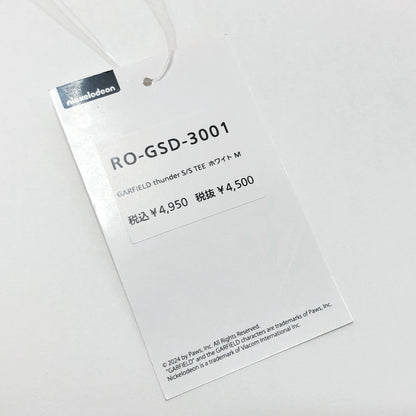 nickelodeon
RO-GSD-3001
GARFIELD thunder S/S TEE ホワイト M
税込￥4,950 税抜￥4,500
© 2024 by Paws, Inc. All Rights Reserved.
"GARFIELD" and the GARFIELD characters are trademarks of Paws, Inc.
Nickelodeon is a trademark of Viacom International Inc.